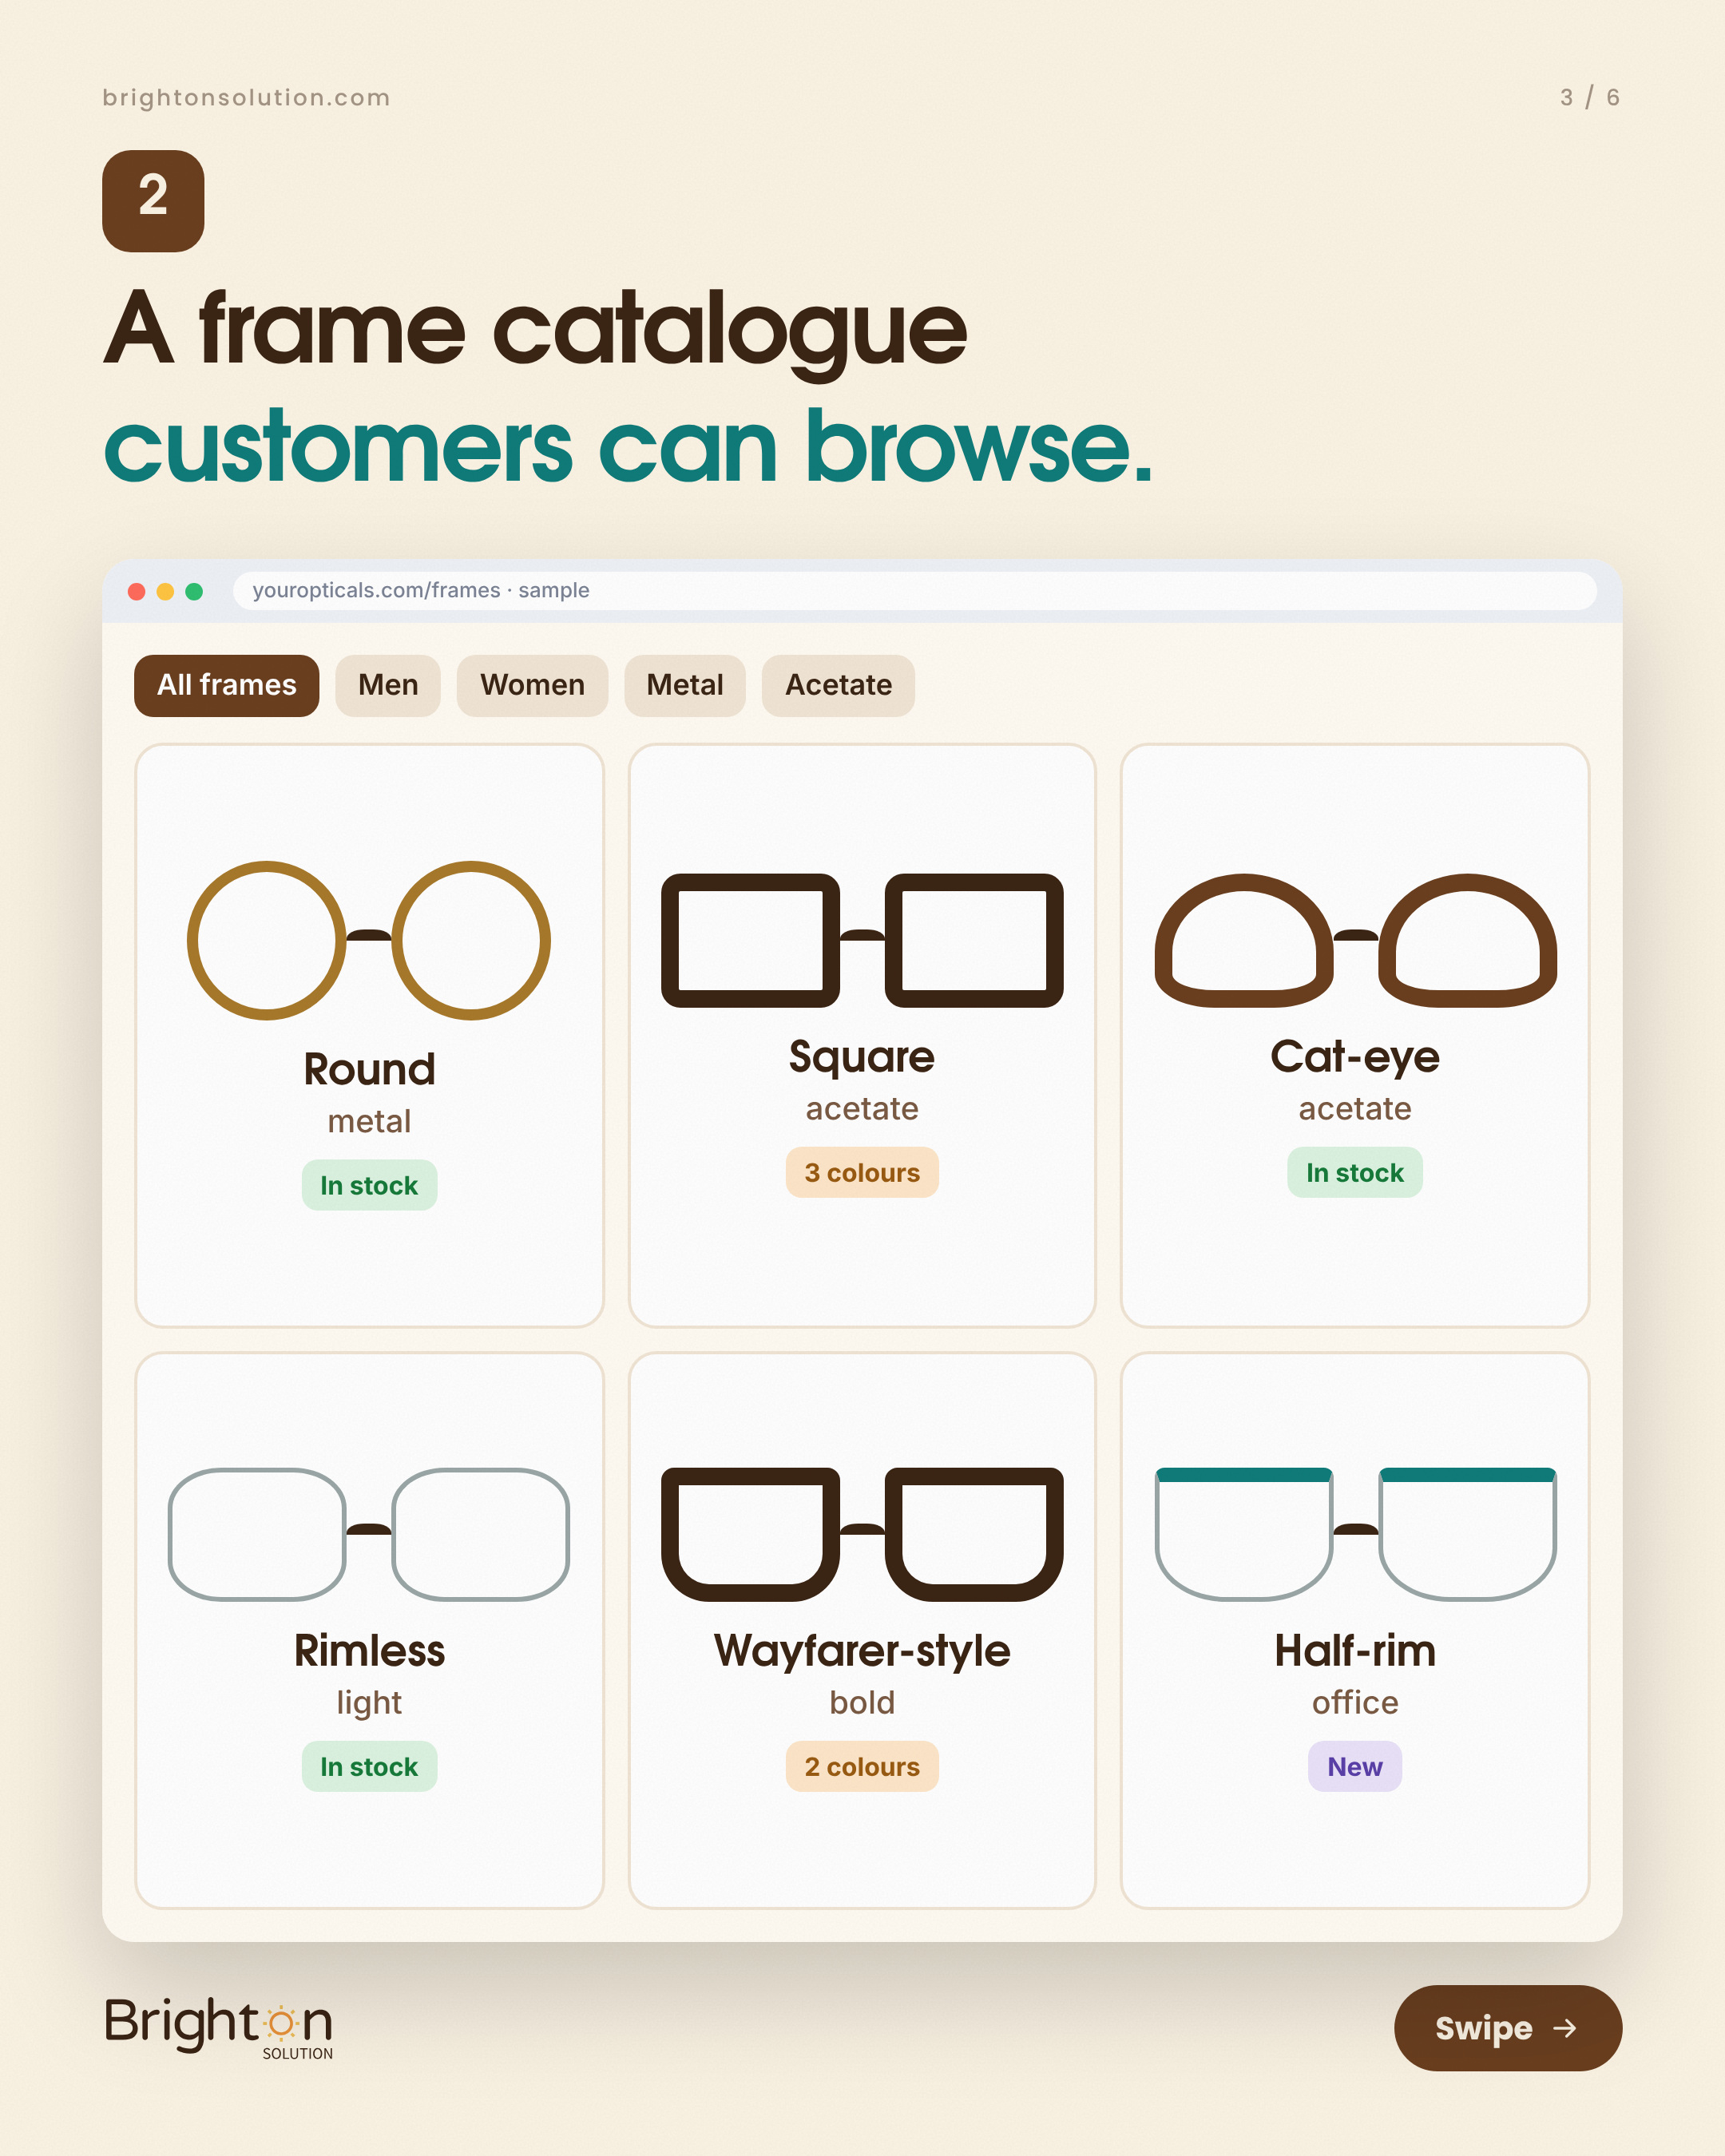 brightonsolution.com
3 / 6
2
A frame catalogue
customers can browse.
youropticals.com/frames · sample
All frames
Men
Women
Metal
Acetate
Round
metal
In stock
Square
acetate
3 colours
Cat-eye
acetate
In stock
Rimless
light
In stock
Wayfarer-style
bold
2 colours
Half-rim
office
New
Brighton
SOLUTION
Swipe →